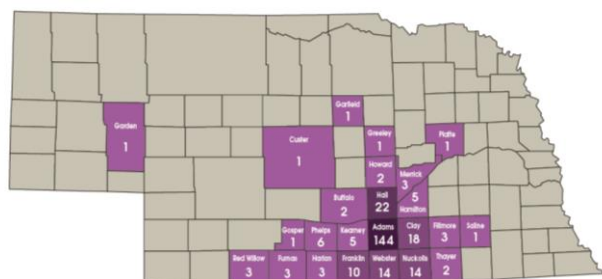 Garfield
1
Garden
1
Custer
1
Greeley
1
Platte
1
Howard
2
Merrick
3
Buffalo
2
Hall
22
5
Hamilton
Gosper
1
Phelps
6
Kearney
5
Adams
144
Clay
18
Fillmore
3
Saline
1
Red Willow
3
Furnas
3
Harlan
3
Franklin
10
Webster
14
Nuckolls
14
Thayer
2